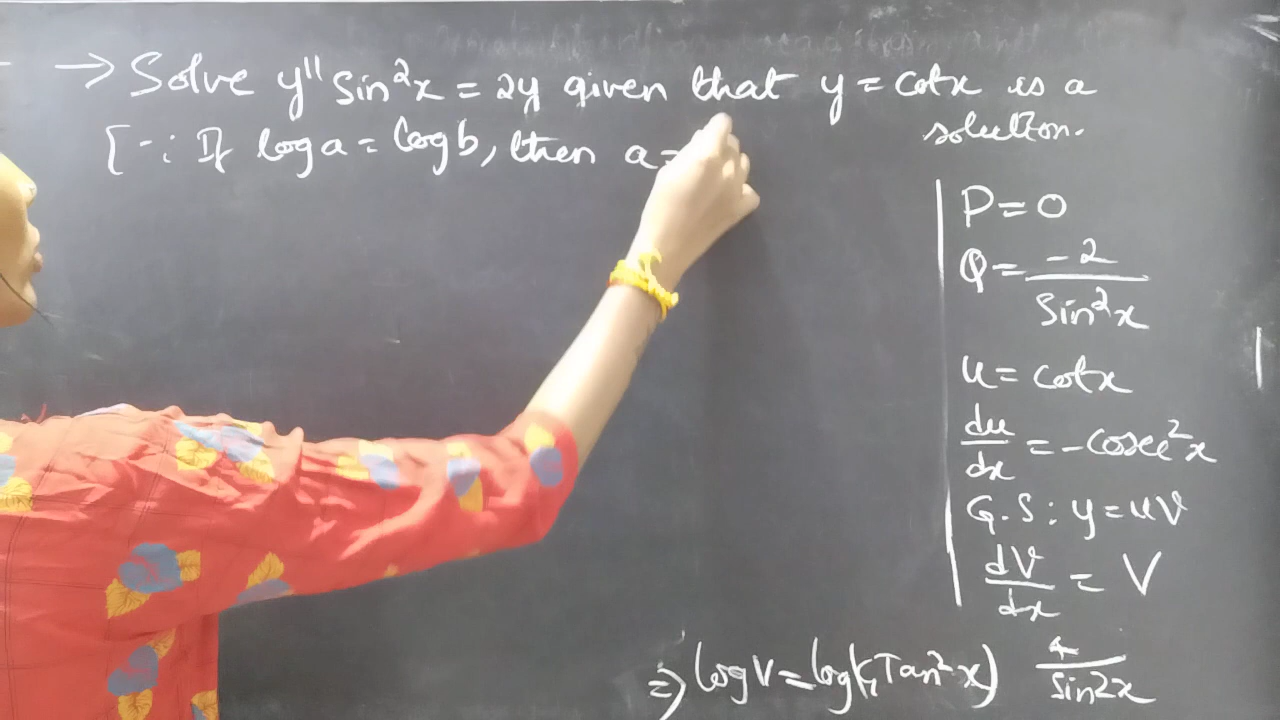 → Solve y'' Sin²x = 2y given that y = cotx is a
solution.
[∵ If log a = log b, then a =
P = 0
Q = -2/Sin²x
u = cotx
du/dx = -cosec²x
G.S : y = uv
dv/dx = V
⇒ log V = log(C₁Tan²x) 4/Sin2x